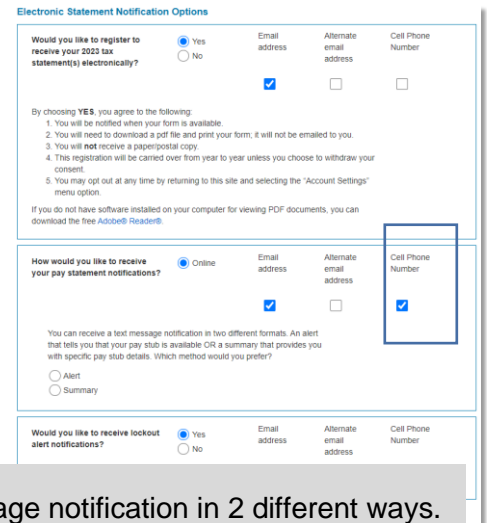 Electronic Statement Notification Options
Would you like to register to
receive your 2023 tax
statement(s) electronically?
Yes
No
Email
address
Alternate
email
address
Cell Phone
Number
By choosing YES, you agree to the following:
1. You will be notified when your form is available.
2. You will need to download a pdf file and print your form; it will not be emailed to you.
3. You will not receive a paper/postal copy.
4. This registration will be carried over from year to year unless you choose to withdraw your
consent.
5. You may opt out at any time by returning to this site and selecting the "Account Settings"
menu option.
If you do not have software installed on your computer for viewing PDF documents, you can
download the free Adobe® Reader®.
How would you like to receive
your pay statement notifications?
Online
Email
address
Alternate
email
address
Cell Phone
Number
You can receive a text message notification in two different formats. An alert
that tells you that your pay stub is available OR a summary that provides you
with specific pay stub details. Which method would you prefer?
Alert
Summary
Would you like to receive lockout
alert notifications?
Yes
No
Email
address
Alternate
email
address
Cell Phone
Number
age notification in 2 different ways.